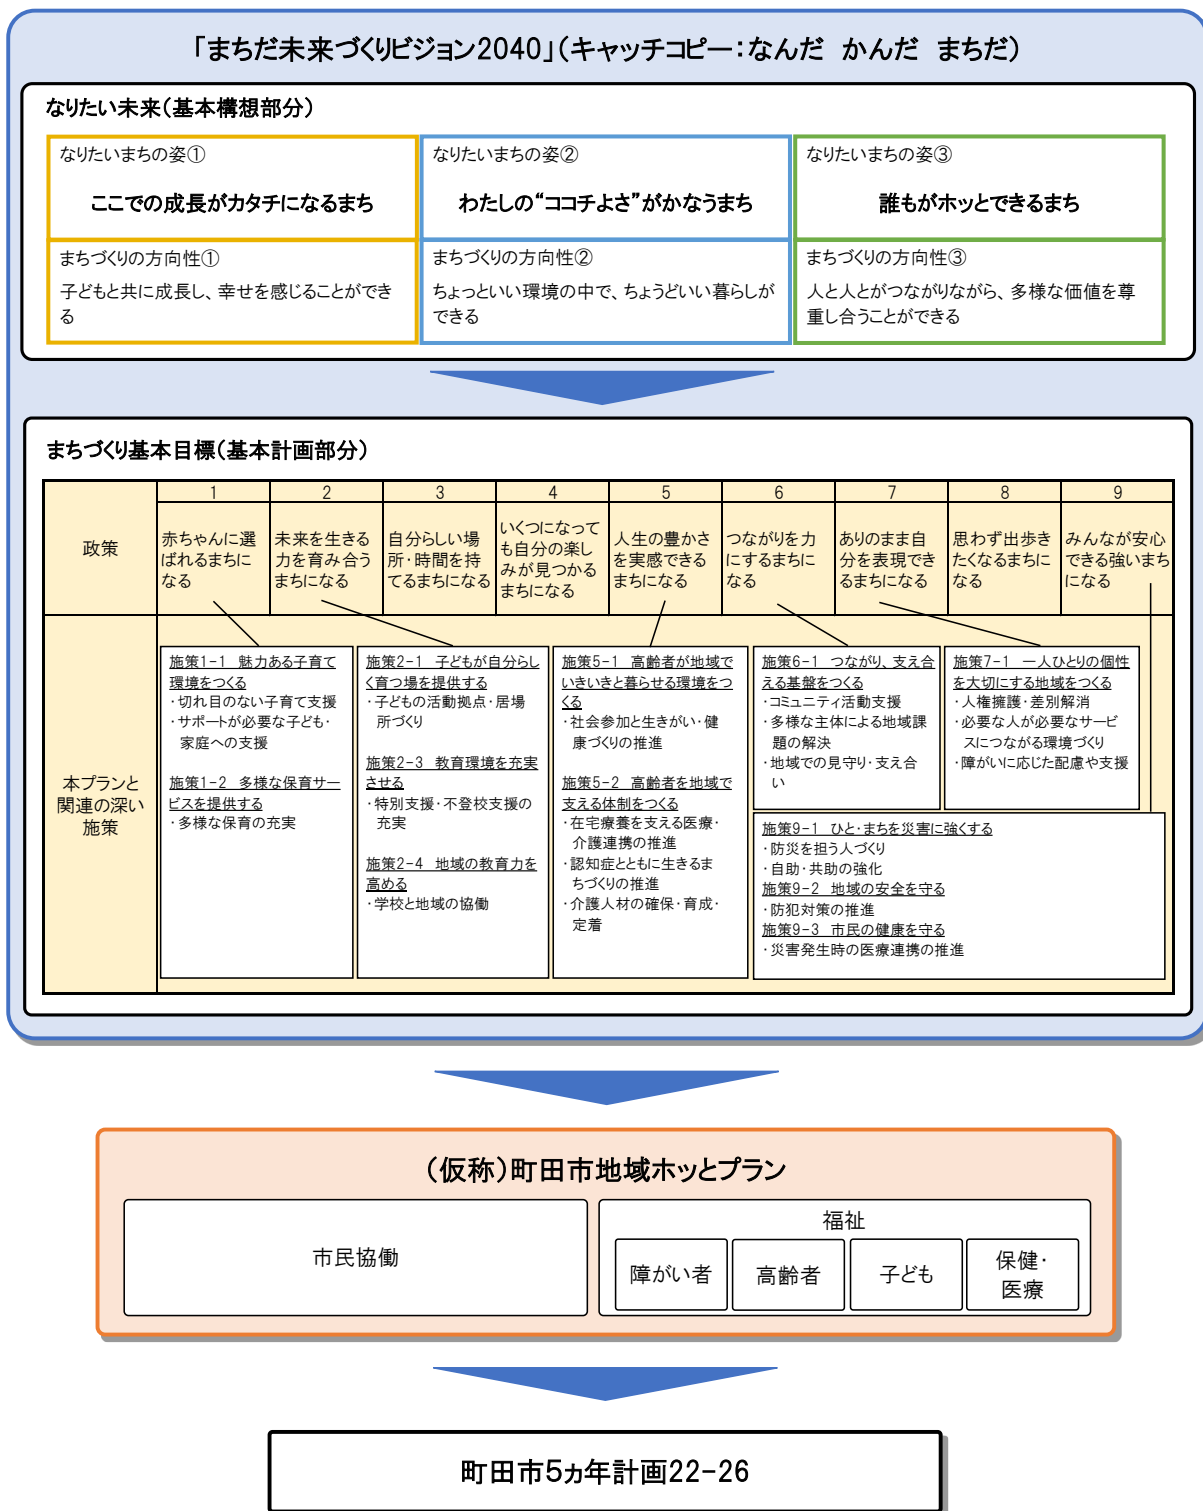 「まちだ未来づくりビジョン2040」(キャッチコピー：なんだ かんだ まちだ)
なりたい未来(基本構想部分)
なりたいまちの姿①
ここでの成長がカタチになるまち
まちづくりの方向性①
子どもと共に成長し、幸せを感じることができ
る
なりたいまちの姿②
わたしの“ココチよさ”がかなうまち
まちづくりの方向性②
ちょっといい環境の中で、ちょうどいい暮らしが
できる
なりたいまちの姿③
誰もがホッとできるまち
まちづくりの方向性③
人と人とがつながりながら、多様な価値を尊
重し合うことができる
まちづくり基本目標(基本計画部分)
政策
1
赤ちゃんに選
ばれるまちに
なる
2
未来を生きる
力を育み合う
まちになる
3
自分らしい場
所・時間を持
てるまちになる
4
いくつになって
も自分の楽し
みが見つかる
まちになる
5
人生の豊かさ
を実感できる
まちになる
6
つながりを力
にするまちに
なる
7
ありのまま自
分を表現でき
るまちになる
8
思わず出歩き
たくなるまちに
なる
9
みんなが安心
できる強いまち
になる
本プランと
関連の深い
施策
施策1-1 魅力ある子育て
環境をつくる
・切れ目のない子育て支援
・サポートが必要な子ども・
家庭への支援
施策1-2 多様な保育サー
ビスを提供する
・多様な保育の充実
施策2-1 子どもが自分らし
く育つ場を提供する
・子どもの活動拠点・居場
所づくり
施策2-3 教育環境を充実
させる
・特別支援・不登校支援の
充実
施策2-4 地域の教育力を
高める
・学校と地域の協働
施策5-1 高齢者が地域で
いきいきと暮らせる環境をつ
くる
・社会参加と生きがい・健
康づくりの推進
施策5-2 高齢者を地域で
支える体制をつくる
・在宅療養を支える医療・
介護連携の推進
・認知症とともに生きるま
ちづくりの推進
・介護人材の確保・育成・
定着
施策6-1 つながり、支え合
える基盤をつくる
・コミュニティ活動支援
・多様な主体による地域課
題の解決
・地域での見守り・支え合
い
施策7-1 一人ひとりの個性
を大切にする地域をつくる
・人権擁護・差別解消
・必要な人が必要なサービ
スにつながる環境づくり
・障がいに応じた配慮や支援
施策9-1 ひと・まちを災害に強くする
・防災を担う人づくり
・自助・共助の強化
施策9-2 地域の安全を守る
・防犯対策の推進
施策9-3 市民の健康を守る
・災害発生時の医療連携の推進
(仮称)町田市地域ホッとプラン
市民協働
福祉
障がい者
高齢者
子ども
保健・
医療
町田市5ヵ年計画22-26